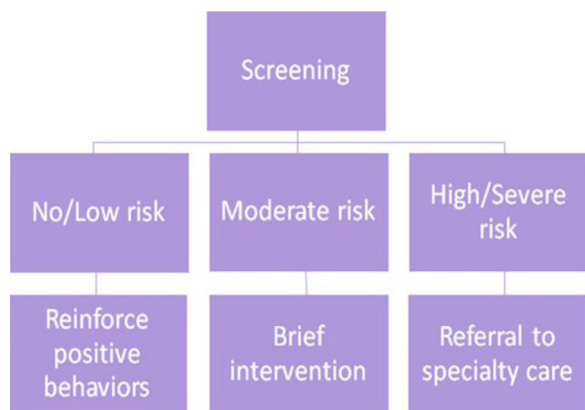 Screening
No/Low risk
Moderate risk
High/Severe
risk
Reinforce
positive
behaviors
Brief
intervention
Referral to
specialty care